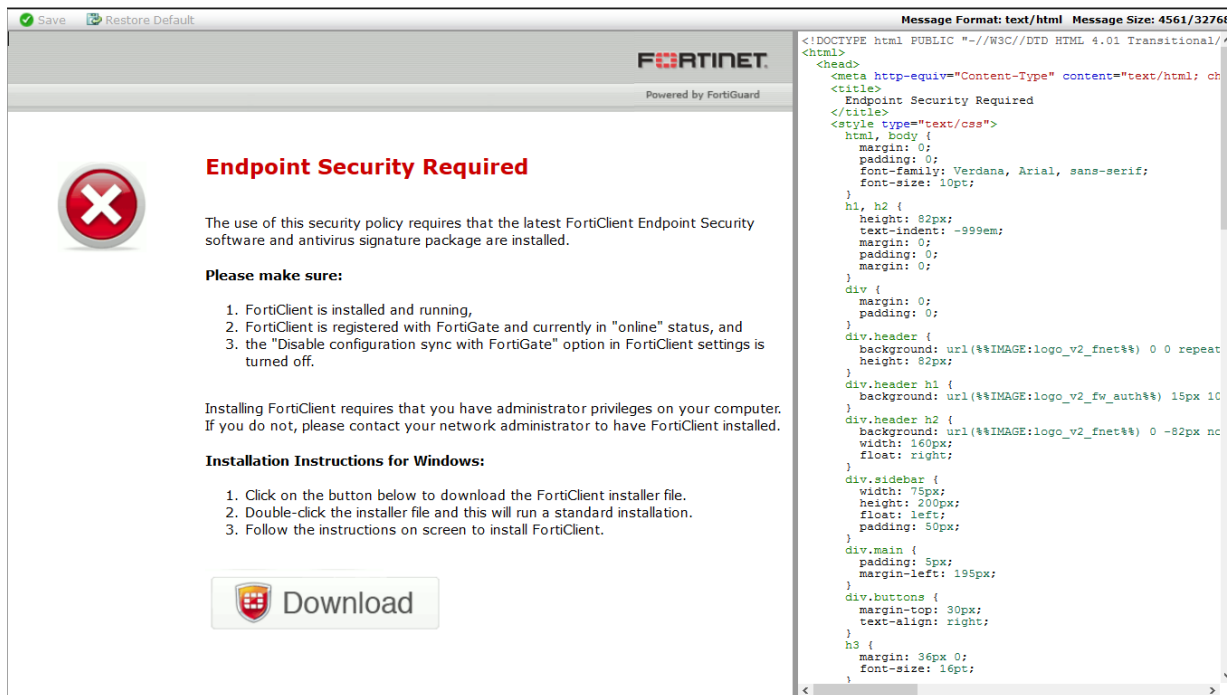 Save Restore Default Message Format: text/html Message Size: 4561/32768
FORTINET
Powered by FortiGuard
Endpoint Security Required
The use of this security policy requires that the latest FortiClient Endpoint Security
software and antivirus signature package are installed.
Please make sure:
1. FortiClient is installed and running,
2. FortiClient is registered with FortiGate and currently in "online" status, and
3. the "Disable configuration sync with FortiGate" option in FortiClient settings is
turned off.
Installing FortiClient requires that you have administrator privileges on your computer.
If you do not, please contact your network administrator to have FortiClient installed.
Installation Instructions for Windows:
1. Click on the button below to download the FortiClient installer file.
2. Double-click the installer file and this will run a standard installation.
3. Follow the instructions on screen to install FortiClient.
Download
<!DOCTYPE html PUBLIC "-//W3C//DTD HTML 4.01 Transitional/
<html>
<head>
<meta http-equiv="Content-Type" content="text/html; ch
<title>
Endpoint Security Required
</title>
<style type="text/css">
html, body {
margin: 0;
padding: 0;
font-family: Verdana, Arial, sans-serif;
font-size: 10pt;
}
h1, h2 {
height: 82px;
text-indent: -999em;
margin: 0;
padding: 0;
margin: 0;
}
div {
margin: 0;
padding: 0;
}
div.header {
background: url(%%IMAGE:logo_v2_fnet%%) 0 0 repeat
height: 82px;
}
div.header h1 {
background: url(%%IMAGE:logo_v2_fw_auth%%) 15px 10
}
div.header h2 {
background: url(%%IMAGE:logo_v2_fnet%%) 0 -82px no
width: 160px;
float: right;
}
div.sidebar {
width: 75px;
height: 200px;
float: left;
padding: 50px;
}
div.main {
padding: 5px;
margin-left: 195px;
}
div.buttons {
margin-top: 30px;
text-align: right;
}
h3 {
margin: 36px 0;
font-size: 16pt;
}